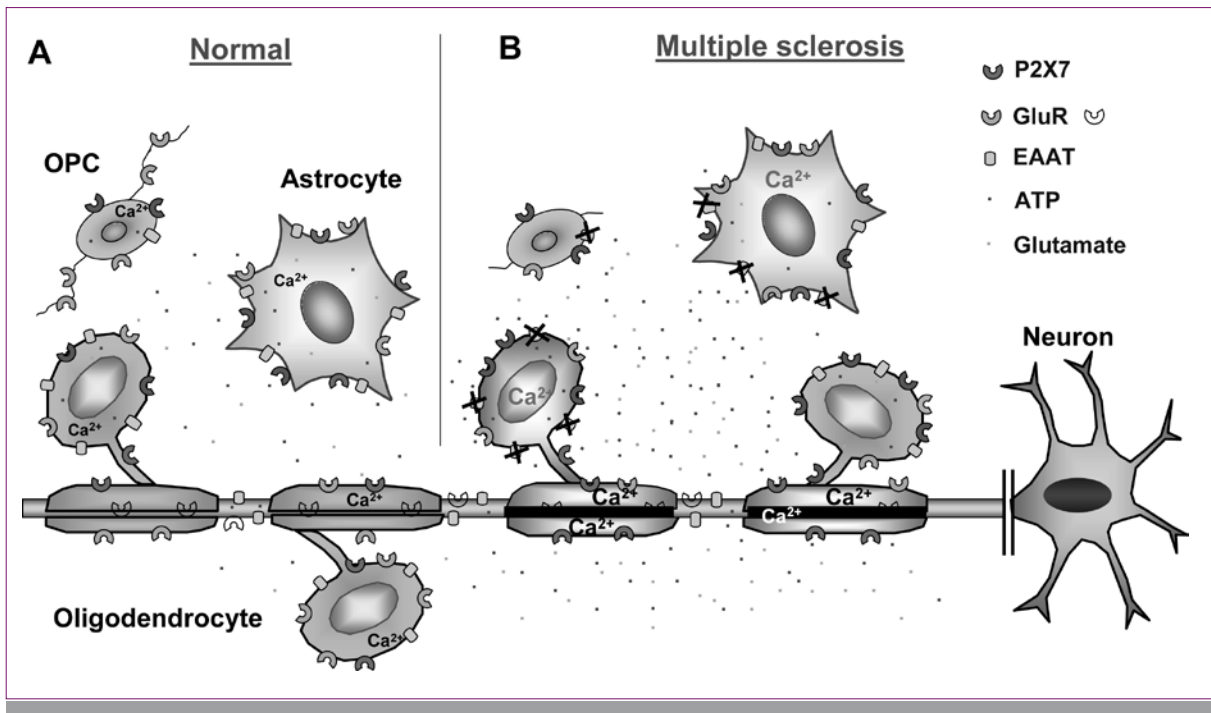 A
Normal
B
Multiple sclerosis
P2X7
GluR
EAAT
ATP
Glutamate
OPC
Ca²⁺
Astrocyte
Ca²⁺
Ca²⁺
Neuron
Ca²⁺
Ca²⁺
Ca²⁺
Ca²⁺
Ca²⁺
Ca²⁺
Ca²⁺
Oligodendrocyte
Ca²⁺